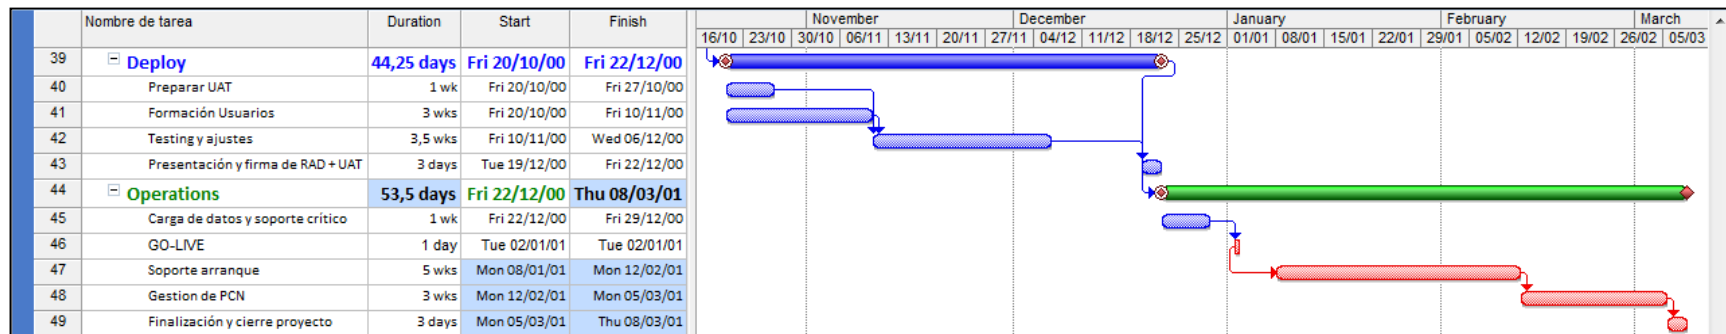 Nombre de tarea Duration Start Finish November December January February March
16/10 23/10 30/10 06/11 13/11 20/11 27/11 04/12 11/12 18/12 25/12 01/01 08/01 15/01 22/01 29/01 05/02 12/02 19/02 26/02 05/03
39 Deploy 44,25 days Fri 20/10/00 Fri 22/12/00
40 Preparar UAT 1 wk Fri 20/10/00 Fri 27/10/00
41 Formación Usuarios 3 wks Fri 20/10/00 Fri 10/11/00
42 Testing y ajustes 3,5 wks Fri 10/11/00 Wed 06/12/00
43 Presentación y firma de RAD + UAT 3 days Tue 19/12/00 Fri 22/12/00
44 Operations 53,5 days Fri 22/12/00 Thu 08/03/01
45 Carga de datos y soporte crítico 1 wk Fri 22/12/00 Fri 29/12/00
46 GO-LIVE 1 day Tue 02/01/01 Tue 02/01/01
47 Soporte arranque 5 wks Mon 08/01/01 Mon 12/02/01
48 Gestion de PCN 3 wks Mon 12/02/01 Mon 05/03/01
49 Finalización y cierre proyecto 3 days Mon 05/03/01 Thu 08/03/01